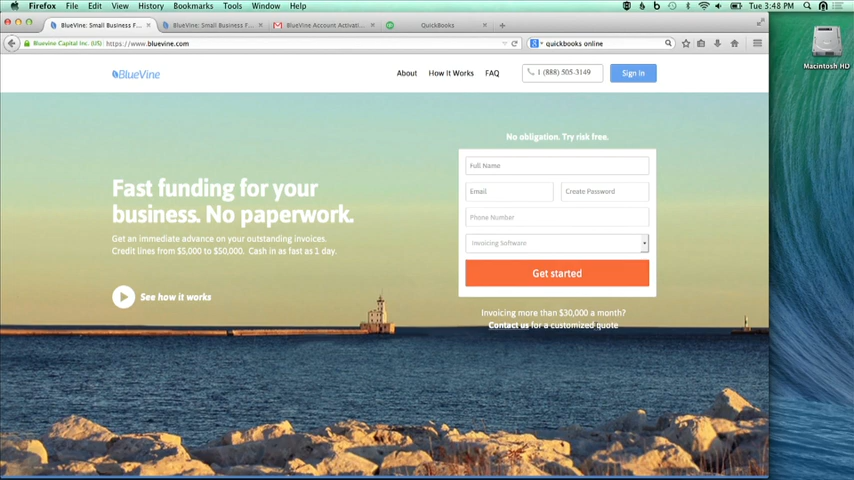 Firefox File Edit View History Bookmarks Tools Window Help Tue 3:48 PM
BlueVine: Small Business F... BlueVine: Small Business F... BlueVine Account Activati... QuickBooks
BlueVine Capital Inc. (US) https://www.bluevine.com quickbooks online
Macintosh HD
BlueVine About How It Works FAQ 1 (888) 505-3149 Sign In
No obligation. Try risk free.
Full Name
Email Create Password
Phone Number
Invoicing Software
Get started
Fast funding for your
business. No paperwork.
Get an immediate advance on your outstanding invoices.
Credit lines from $5,000 to $50,000. Cash in as fast as 1 day.
See how it works
Invoicing more than $30,000 a month?
Contact us for a customized quote